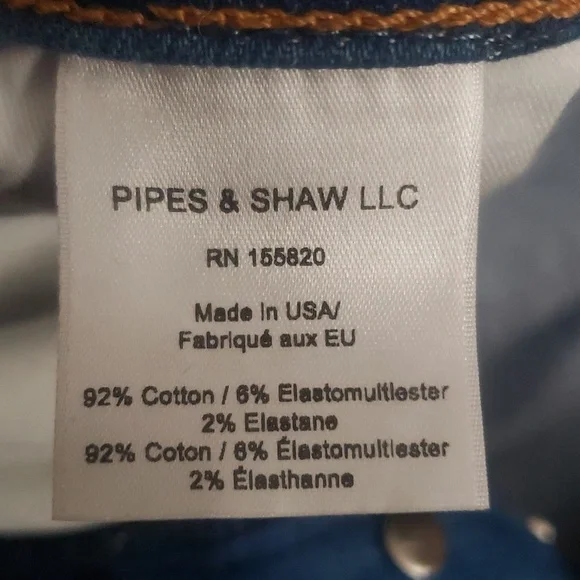 PIPES & SHAW LLC
RN 155820
Made In USA/
Fabriqué aux EU
92% Cotton / 6% Elastomultiester
2% Elastane
92% Coton / 6% Élastomultiester
2% Élasthanne